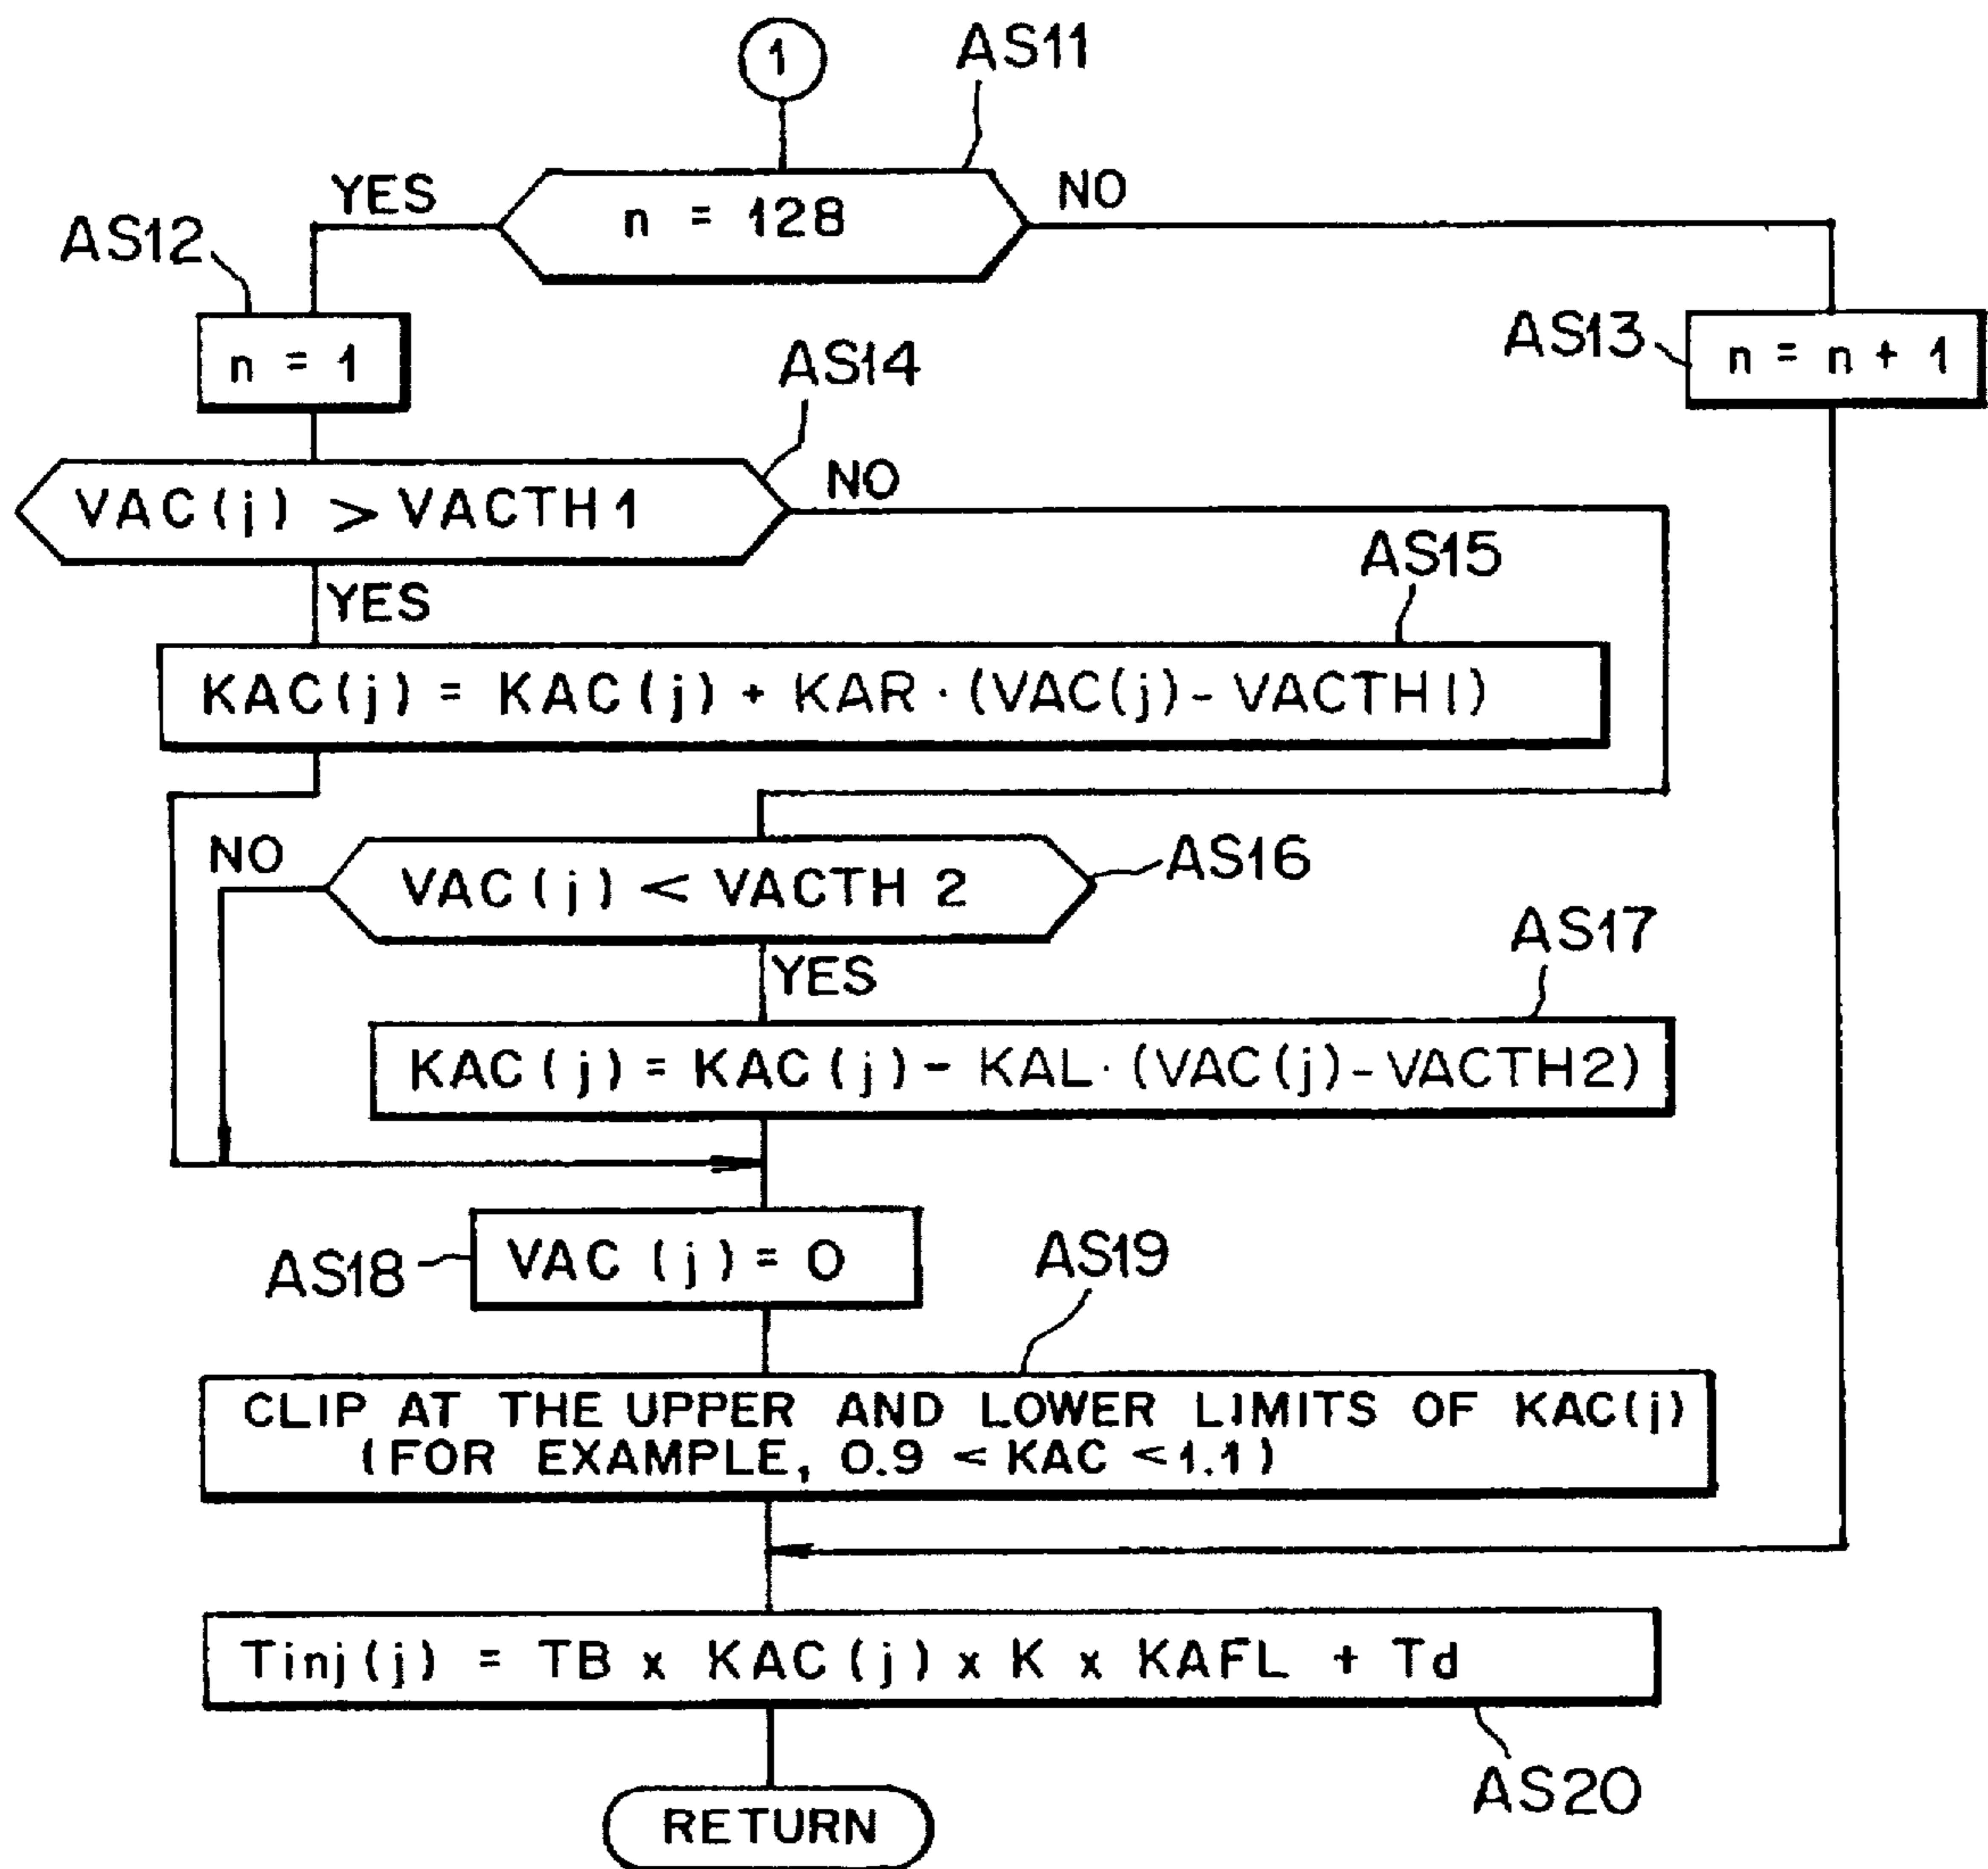 1
AS11
YES
n = 128
NO
AS12
n = 1
AS13
n = n + 1
AS14
VAC(j) > VACTH1
NO
YES
AS15
KAC(j) = KAC(j) + KAR · (VAC(j) - VACTH1)
NO
VAC(j) < VACTH 2
AS16
YES
AS17
KAC(j) = KAC(j) - KAL · (VAC(j) - VACTH2)
AS18
VAC (j) = 0
AS19
CLIP AT THE UPPER AND LOWER LIMITS OF KAC(j)
(FOR EXAMPLE, 0.9 < KAC < 1.1)
Tinj(j) = TB x KAC(j) x K x KAFL + Td
AS20
RETURN